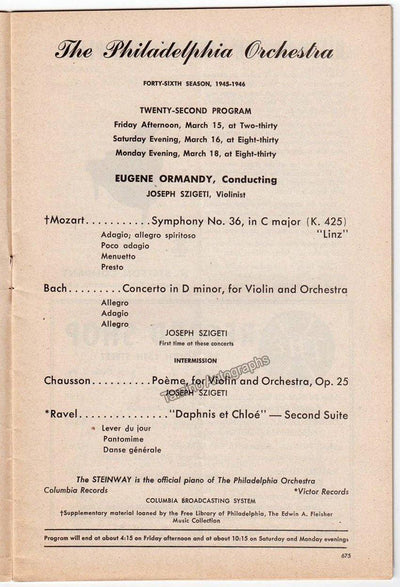 The Philadelphia Orchestra
FORTY-SIXTH SEASON, 1945-1946
TWENTY-SECOND PROGRAM
Friday Afternoon, March 15, at Two-thirty
Saturday Evening, March 16, at Eight-thirty
Monday Evening, March 18, at Eight-thirty
EUGENE ORMANDY, Conducting
JOSEPH SZIGETI, Violinist
†Mozart..........Symphony No. 36, in C major (K. 425)
Adagio; allegro spiritoso "Linz"
Poco adagio
Menuetto
Presto
Bach..........Concerto in D minor, for Violin and Orchestra
Allegro
Adagio
Allegro
JOSEPH SZIGETI
First time at these concerts
INTERMISSION
Chausson..........Poème, for Violin and Orchestra, Op. 25
JOSEPH SZIGETI
Tamino Autographs
*Ravel..............."Daphnis et Chloé" — Second Suite
Lever du jour
Pantomime
Danse générale
The STEINWAY is the official piano of The Philadelphia Orchestra
Columbia Records *Victor Records
COLUMBIA BROADCASTING SYSTEM
†Supplementary material loaned by the Free Library of Philadelphia, The Edwin A. Fleisher
Music Collection
Program will end at about 4:15 on Friday afternoon and at about 10:15 on Saturday and Monday evenings
675